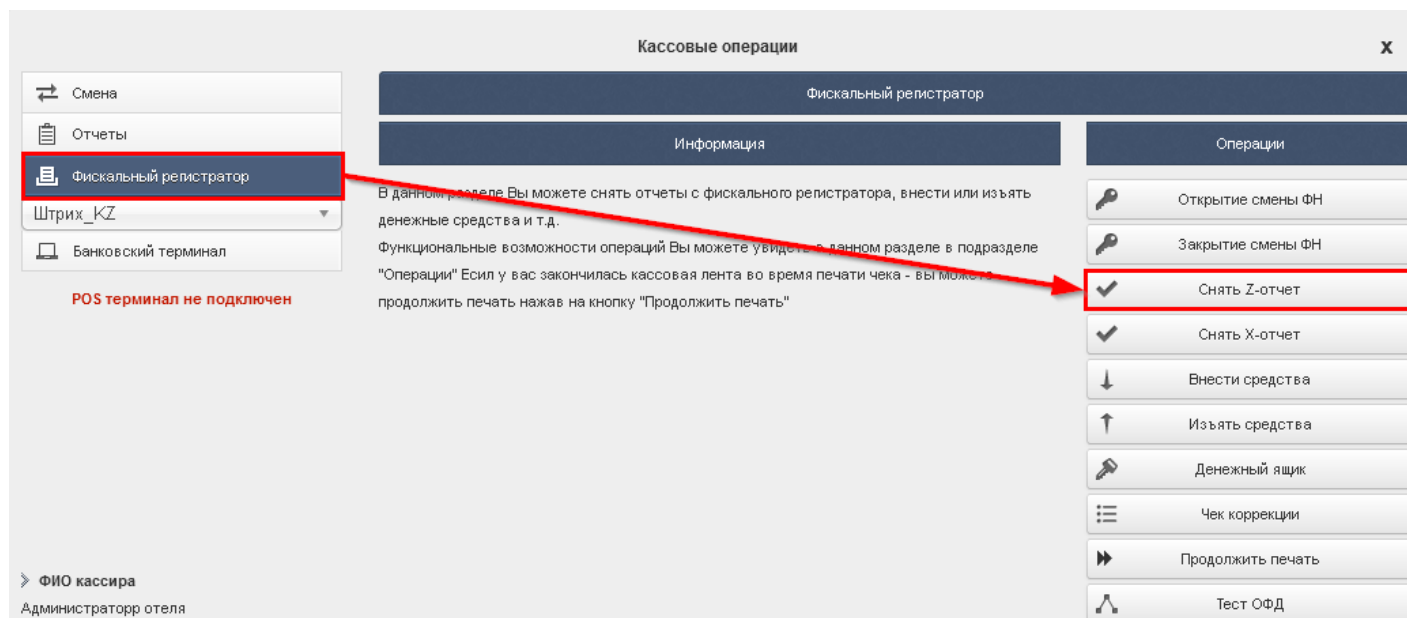 Кассовые операции
x
Смена
Отчеты
Фискальный регистратор
Штрих_KZ
Банковский терминал
POS терминал не подключен
ФИО кассира
Администраторр отеля
Фискальный регистратор
Информация
В данном разделе Вы можете снять отчеты с фискального регистратора, внести или изъять
денежные средства и т.д.
Функциональные возможности операций Вы можете увидеть в данном разделе в подразделе
"Операции" Есил у вас закончилась кассовая лента во время печати чека - вы можете
продолжить печать нажав на кнопку "Продолжить печать"
Операции
Открытие смены ФН
Закрытие смены ФН
Снять Z-отчет
Снять X-отчет
Внести средства
Изъять средства
Денежный ящик
Чек коррекции
Продолжить печать
Тест ОФД